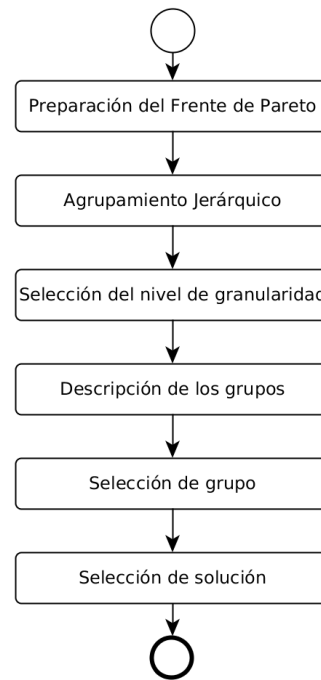 Preparación del Frente de Pareto
Agrupamiento Jerárquico
Selección del nivel de granularidad
Descripción de los grupos
Selección de grupo
Selección de solución